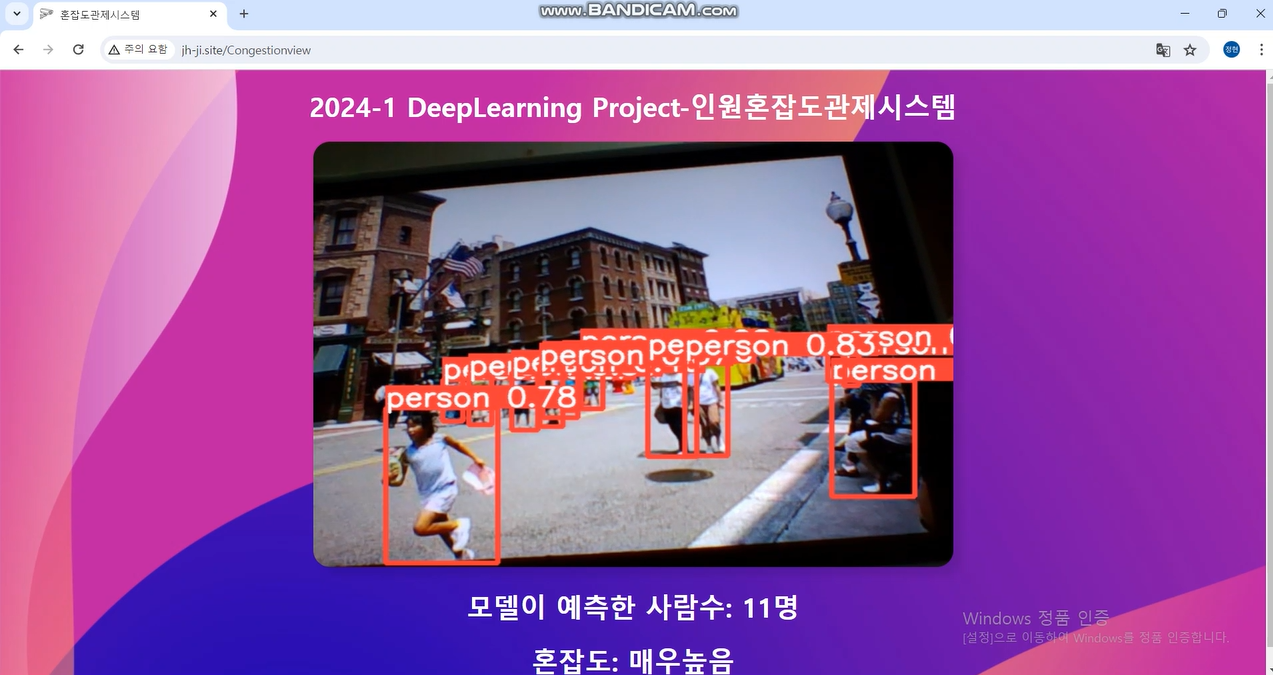 혼잡도관제시스템
www.BANDICAM.com
주의 요함
jh-ji.site/Congestionview
정현
2024-1 DeepLearning Project-인원혼잡도관제시스템
person
person 0.83
person
person 0.78
모델이 예측한 사람수: 11명
혼잡도: 매우높음
Windows 정품 인증
[설정]으로 이동하여 Windows를 정품 인증합니다.